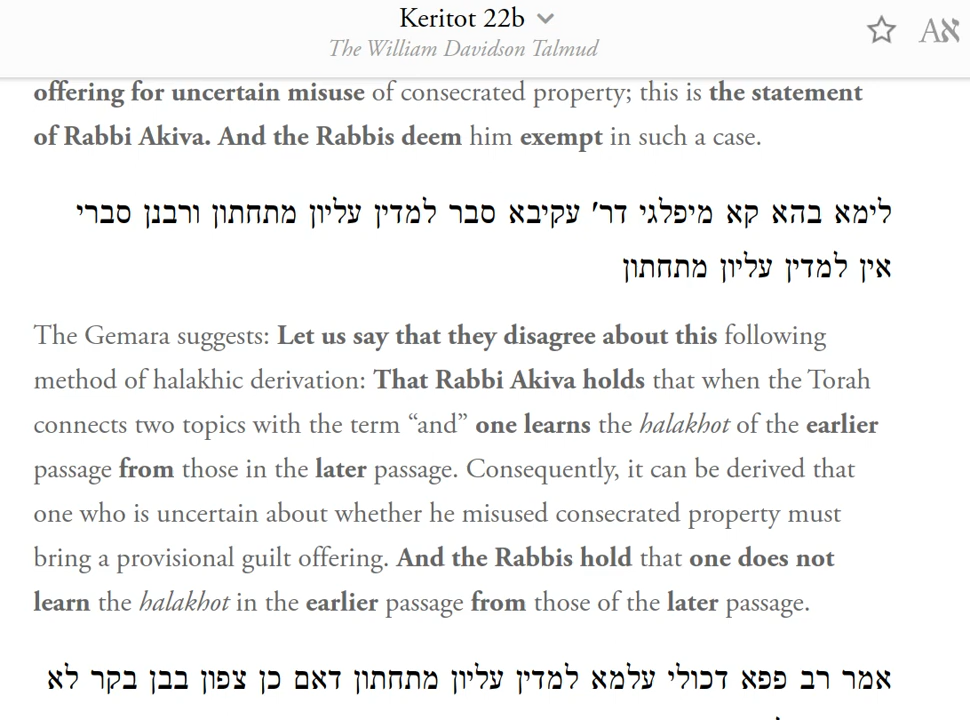 Keritot 22b
The William Davidson Talmud
Aא
offering for uncertain misuse of consecrated property; this is the statement
of Rabbi Akiva. And the Rabbis deem him exempt in such a case.
לימא בהא קא מיפלגי דר' עקיבא סבר למדין עליון מתחתון ורבנן סברי
אין למדין עליון מתחתון
The Gemara suggests: Let us say that they disagree about this following
method of halakhic derivation: That Rabbi Akiva holds that when the Torah
connects two topics with the term “and” one learns the halakhot of the earlier
passage from those in the later passage. Consequently, it can be derived that
one who is uncertain about whether he misused consecrated property must
bring a provisional guilt offering. And the Rabbis hold that one does not
learn the halakhot in the earlier passage from those of the later passage.
אמר רב פפא דכולי עלמא למדין עליון מתחתון דאם כן צפון בבן בקר לא